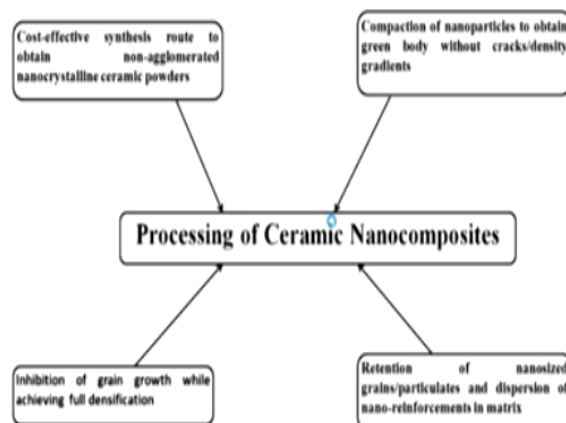 Cost-effective synthesis route to
obtain non-agglomerated
nanocrystalline ceramic powders
Compaction of nanoparticles to obtain
green body without cracks/density
gradients
Processing of Ceramic Nanocomposites
Inhibition of grain growth while
achieving full densification
Retention of nanosized
grains/particulates and dispersion of
nano-reinforcements in matrix